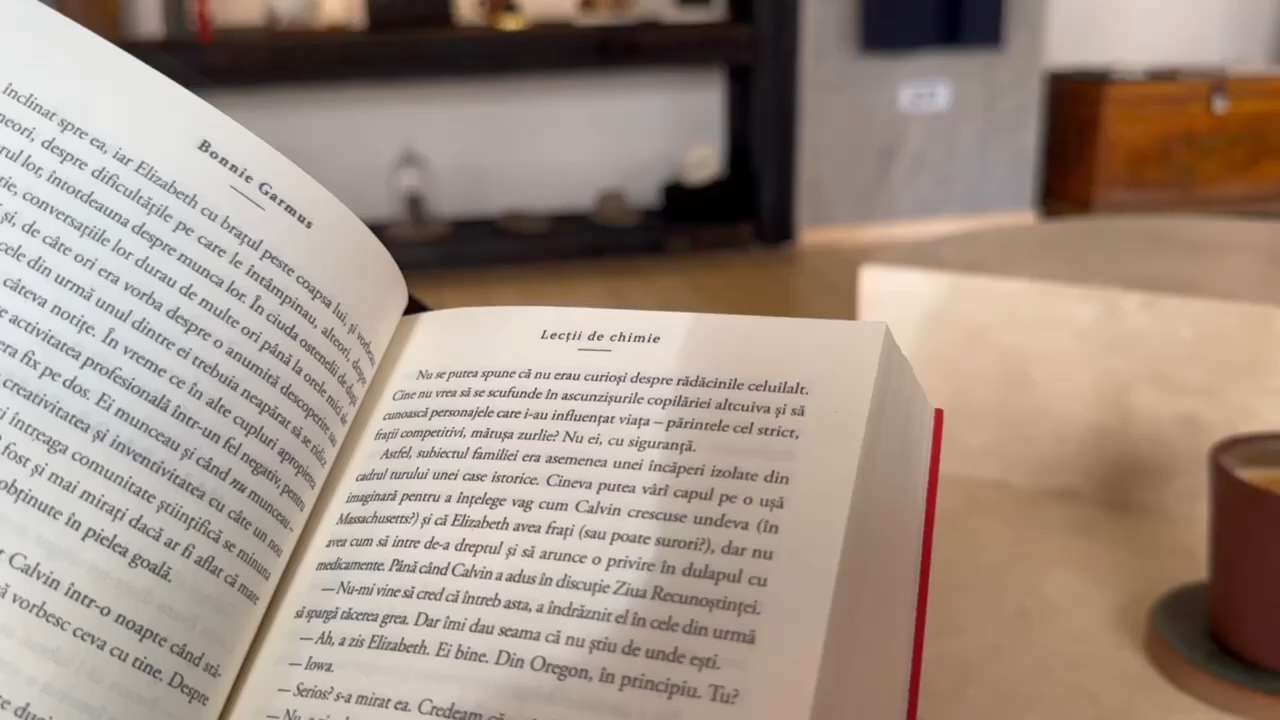 Bonnie Garmus
înclinat spre ea, iar Elizabeth cu brațul peste coapsa lui, și vorbeau
despre dificultățile pe care le întâmpinau, alteori, despre
lor, întotdeauna despre munca lor. În ciuda ostenelii de după
conversațiile lor durau de multe ori până la orele mici ale
și, de câte ori era vorba despre o anumită descoperire sau
cele din urmă unul dintre ei trebuia neapărat să se ridice
câteva notițe. În vreme ce în alte cupluri apropierea
activitatea profesională într-un fel negativ, pentru
era fix pe dos. Ei munceau și când nu munceau-
creativitatea și inventivitatea cu câte un nou
întreaga comunitate științifică se minuna
fost și mai mirați dacă ar fi aflat că mare
obținute în pielea goală.
Calvin într-o noapte când stă-
vorbesc ceva cu tine. Despre
Lecții de chimie
Nu se putea spune că nu erau curioși despre rădăcinile celuilalt.
Cine nu vrea să se scufunde în ascunzișurile copilăriei altcuiva și să
cunoască personajele care i-au influențat viața – părintele cel strict,
frații competitivi, mătușa zurlie? Nu ei, cu siguranță.
Astfel, subiectul familiei era asemenea unei încăperi izolate din
cadrul turului unei case istorice. Cineva putea vârî capul pe o ușă
imaginară pentru a înțelege vag cum Calvin crescuse undeva (în
Massachusetts?) și că Elizabeth avea frați (sau poate surori?), dar nu
avea cum să intre de-a dreptul și să arunce o privire în dulapul cu
medicamente. Până când Calvin a adus în discuție Ziua Recunoștinței.
— Nu-mi vine să cred că întreb asta, a îndrăznit el în cele din urmă
să spargă tăcerea grea. Dar îmi dau seama că nu știu de unde ești.
— Ah, a zis Elizabeth. Ei bine. Din Oregon, în principiu. Tu?
— Iowa.
— Serios? s-a mirat ea. Credeam